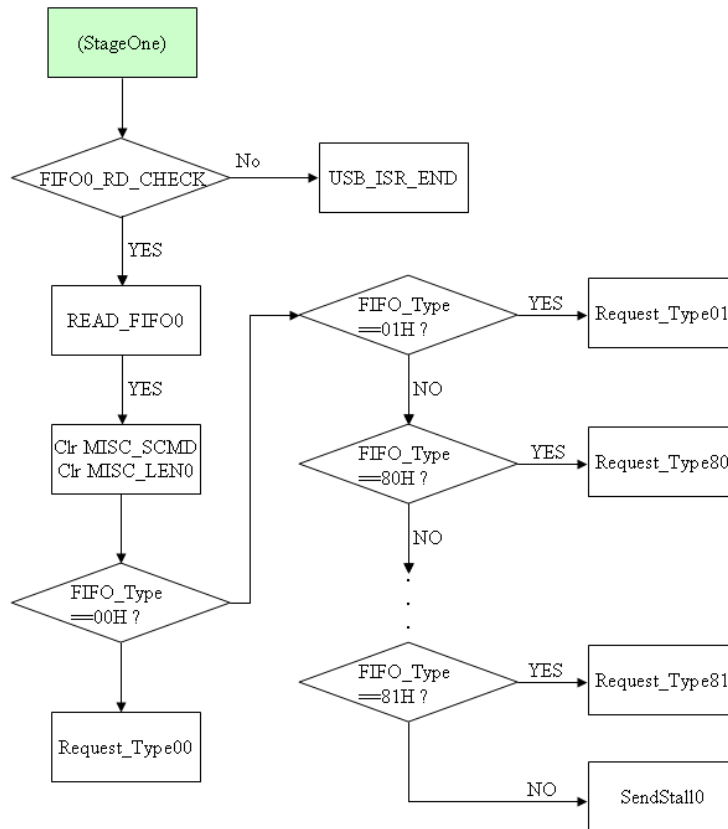 (StageOne)
FIFO0_RD_CHECK
No
USB_ISR_END
YES
READ_FIFO0
YES
Clr MISC_SCMD
Clr MISC_LEN0
FIFO_Type
==00H ?
Request_Type00
FIFO_Type
==01H ?
YES
Request_Type01
NO
FIFO_Type
==80H ?
YES
Request_Type80
NO
.
.
.
FIFO_Type
==81H ?
YES
Request_Type81
NO
SendStall0